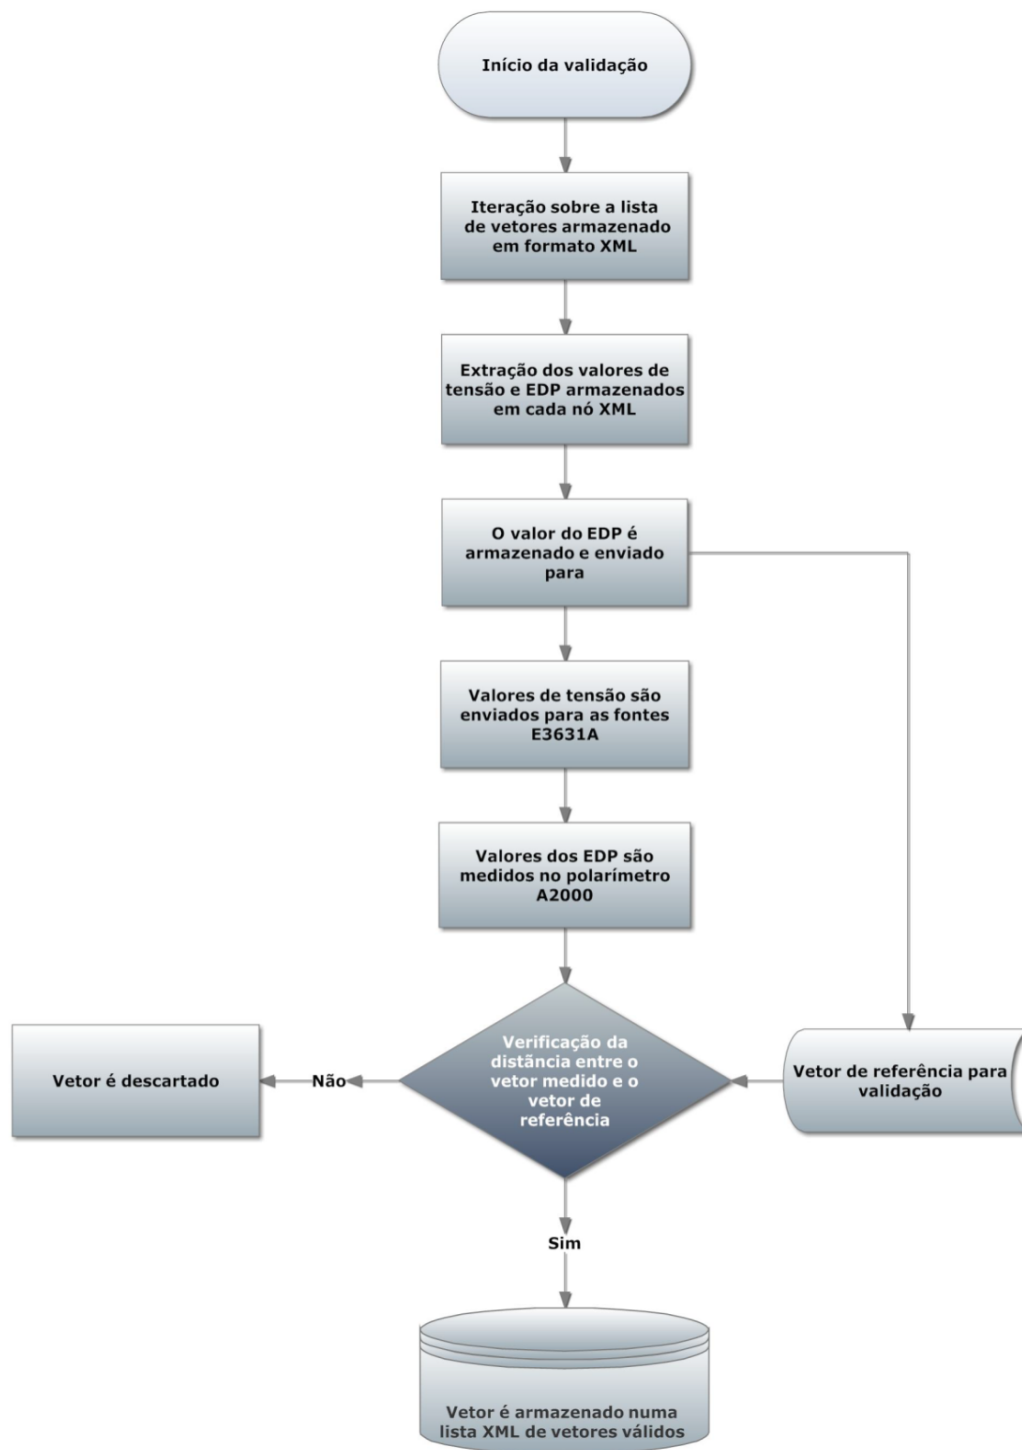 Início da validação
Iteração sobre a lista
de vetores armazenado
em formato XML
Extração dos valores de
tensão e EDP armazenados
em cada nó XML
O valor do EDP é
armazenado e enviado
para
Valores de tensão são
enviados para as fontes
E3631A
Valores dos EDP são
medidos no polarímetro
A2000
Verificação da
distância entre o
vetor medido e o
vetor de
referência
Vetor de referência para
validação
Não
Vetor é descartado
Sim
Vetor é armazenado numa
lista XML de vetores válidos